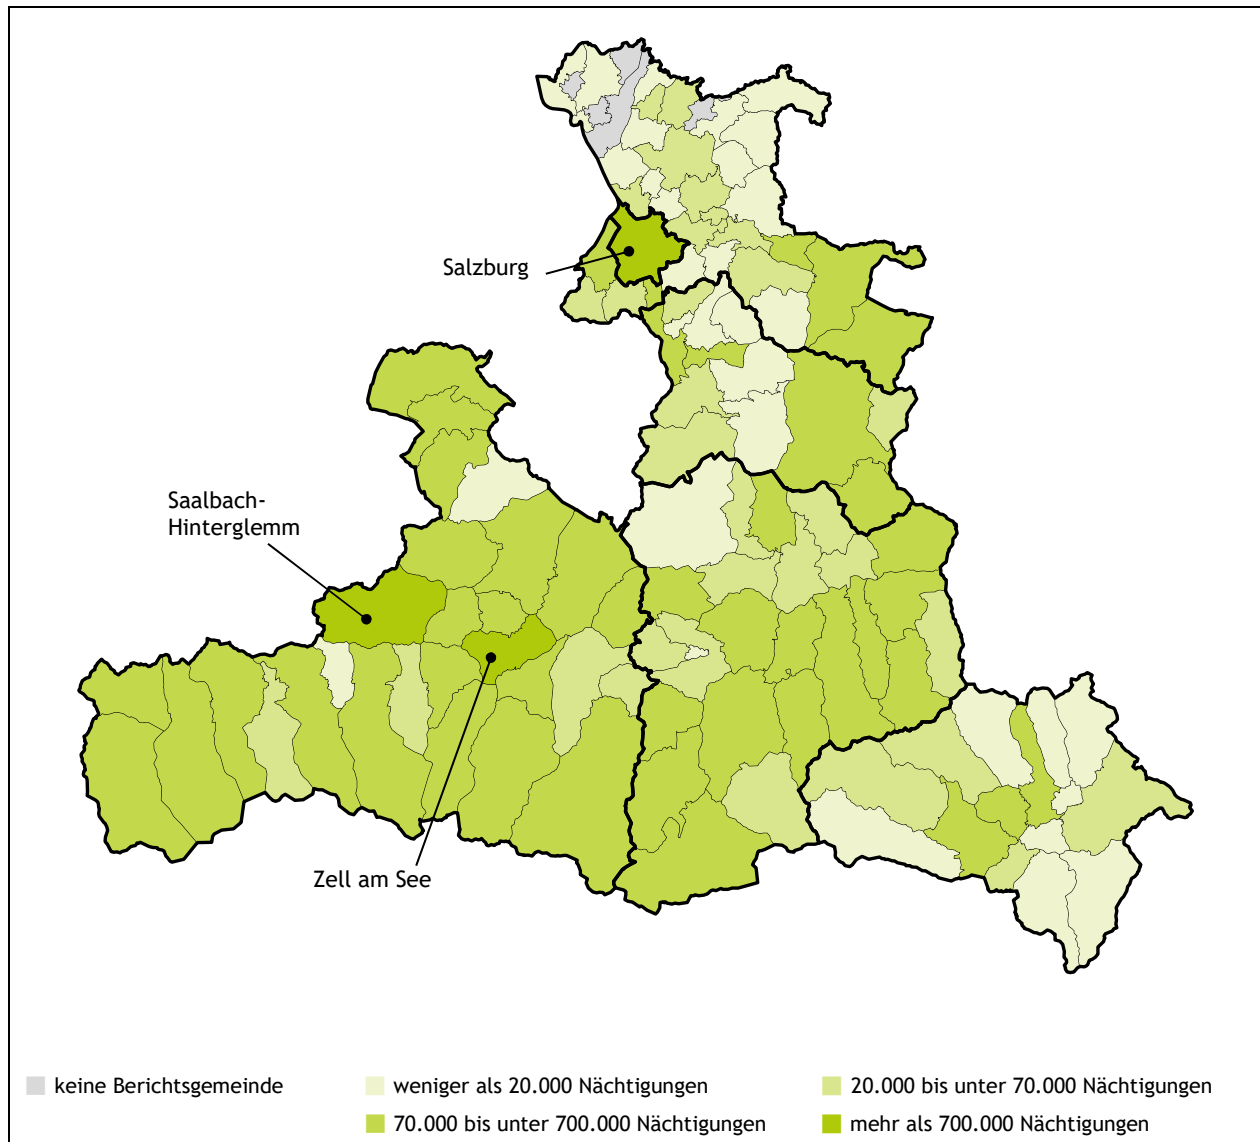 Salzburg
Saalbach-
Hinterglemm
Zell am See
keine Berichtsgemeinde
weniger als 20.000 Nächtigungen
20.000 bis unter 70.000 Nächtigungen
70.000 bis unter 700.000 Nächtigungen
mehr als 700.000 Nächtigungen